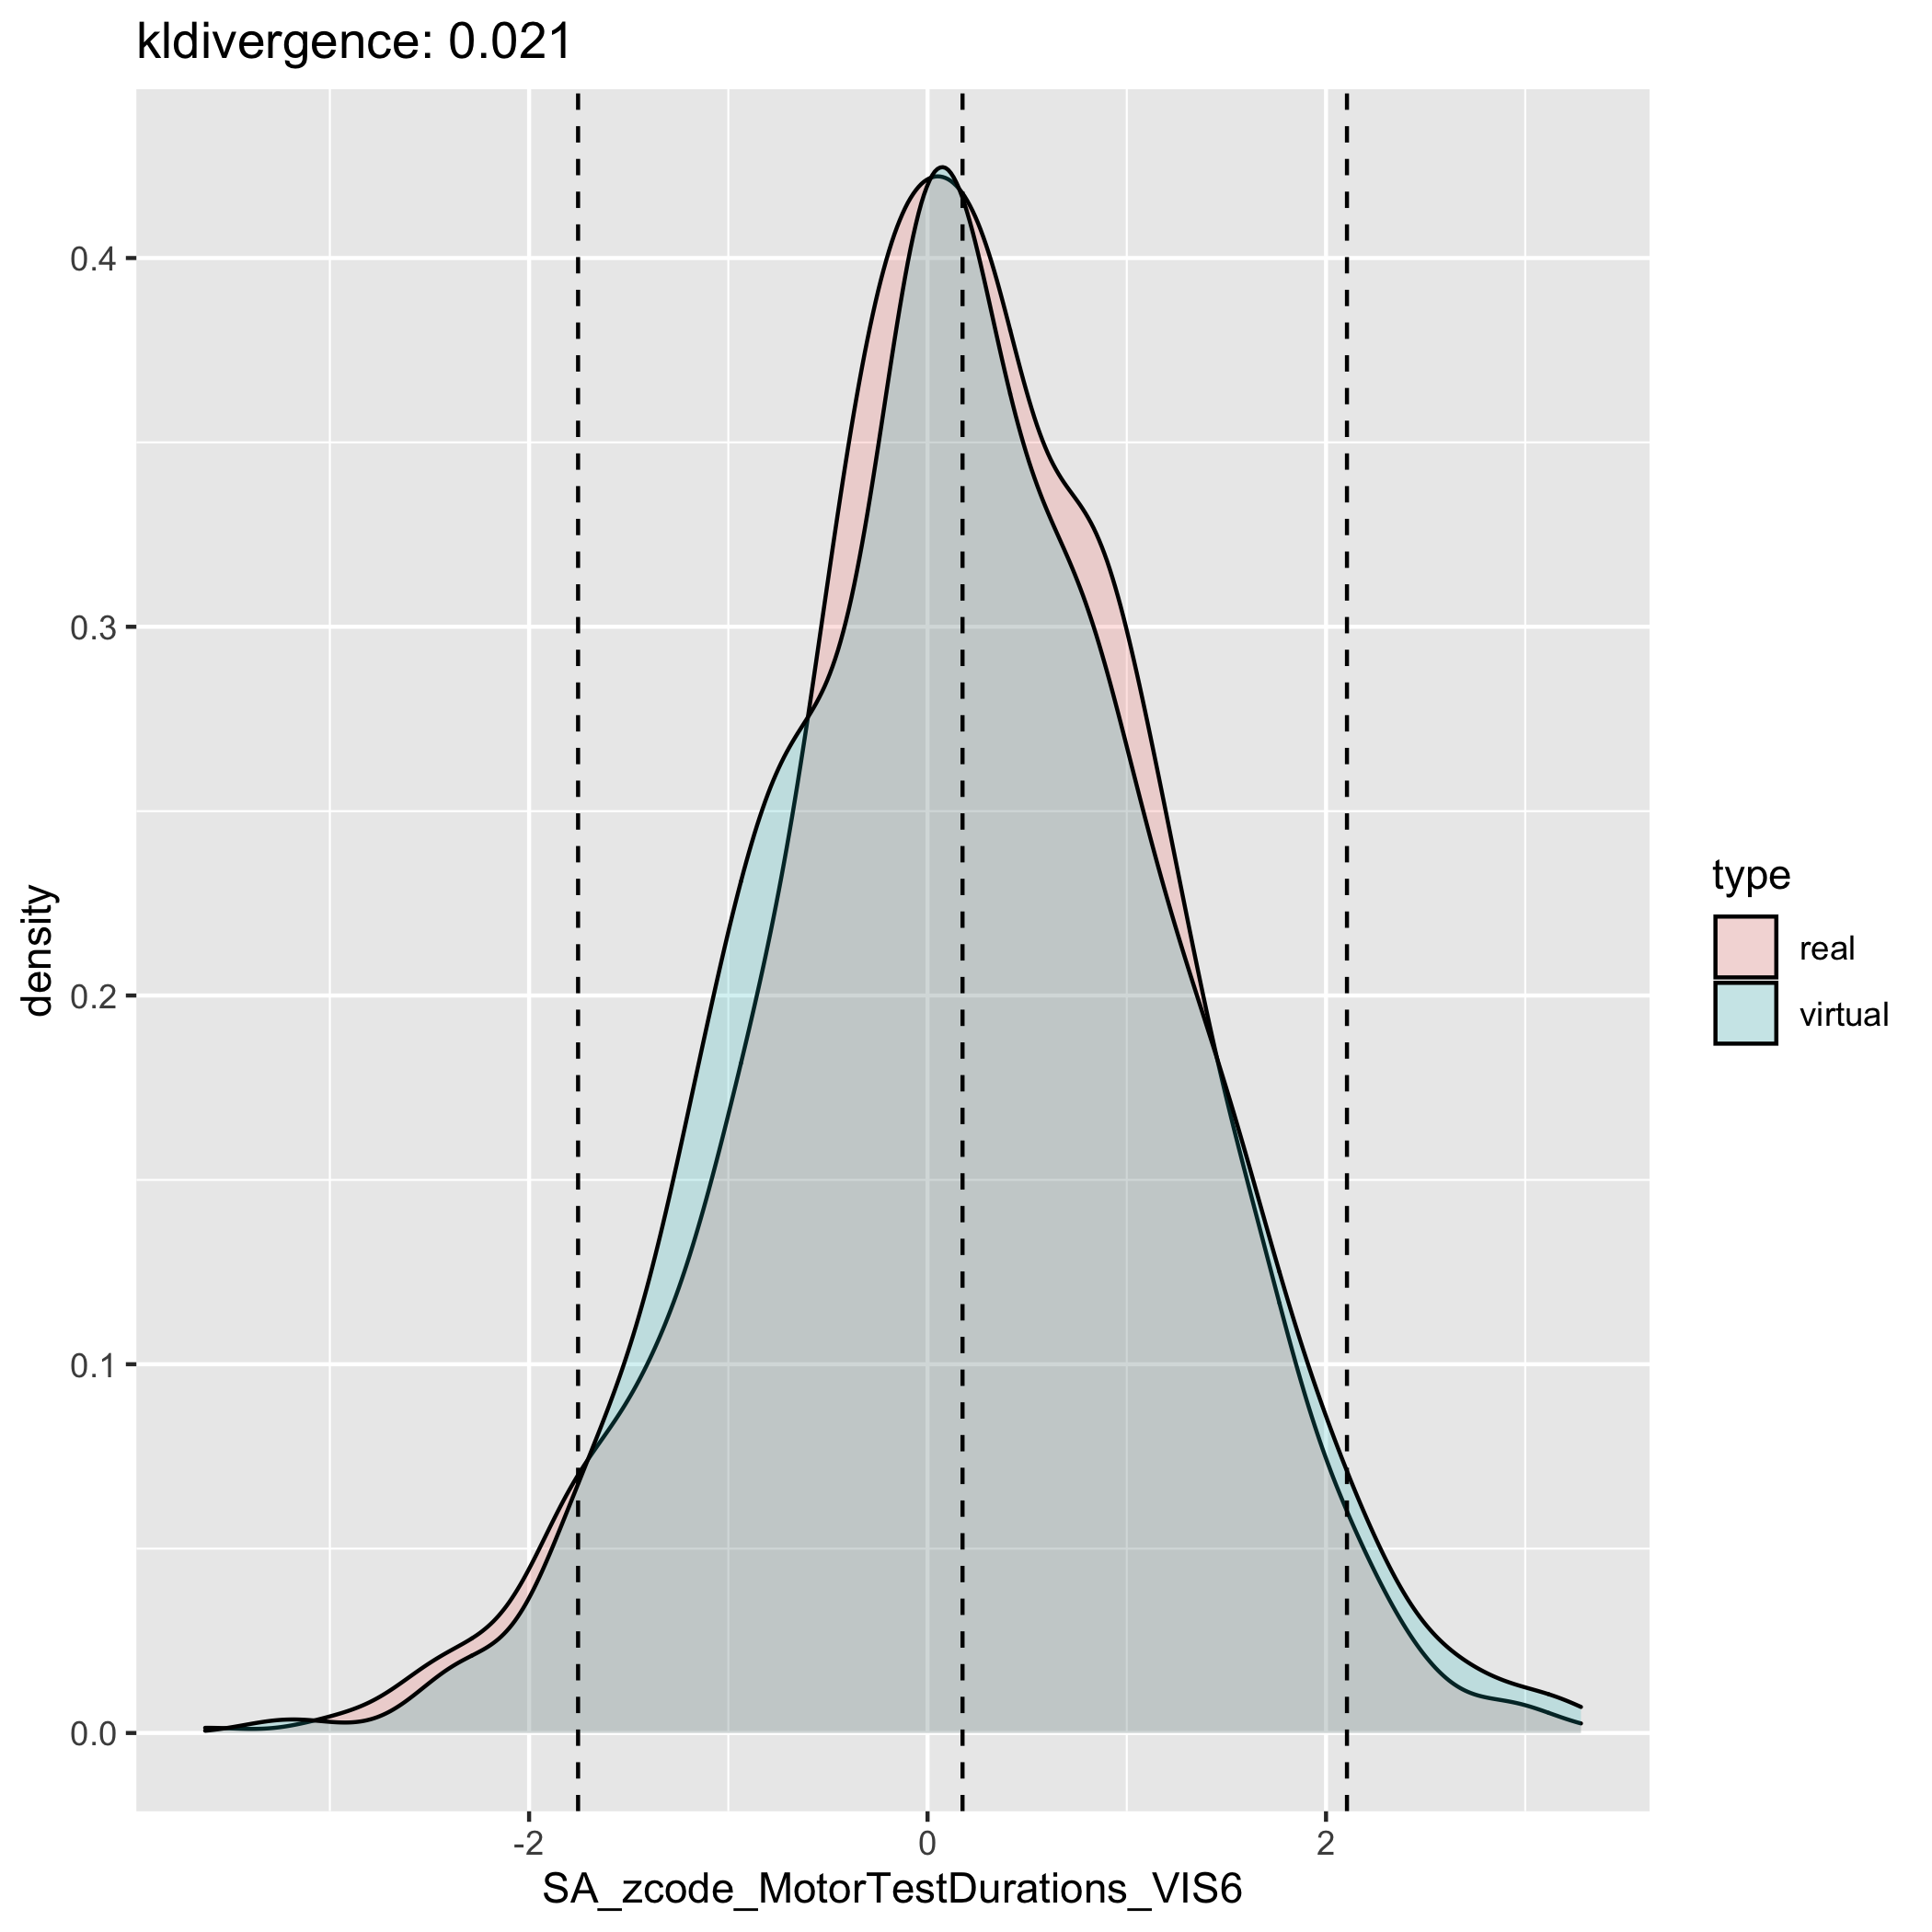 kldivergence: 0.021
density
0.4
0.3
0.2
0.1
0.0
-2
0
2
SA_zcode_MotorTestDurations_VIS6
type
real
virtual